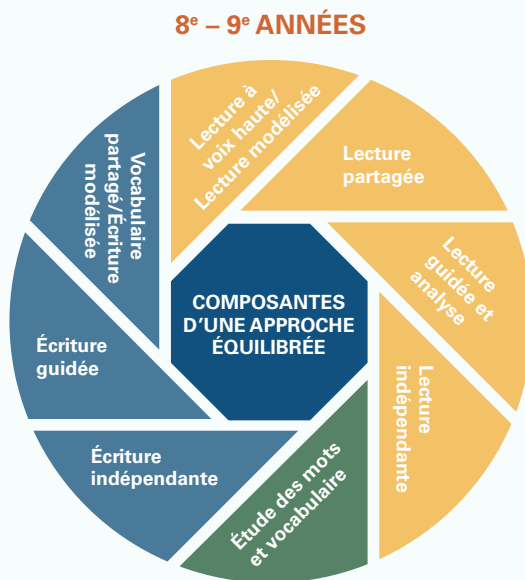 8e – 9e ANNÉES
Lecture à
voix haute/
Lecture modélisée
Lecture
partagée
Lecture
guidée et
analyse
Lecture
indépendante
Étude des mots
et vocabulaire
Écriture
indépendante
Écriture
guidée
Vocabulaire
partagé/Écriture
modélisée
COMPOSANTES
D’UNE APPROCHE
ÉQUILIBRÉE